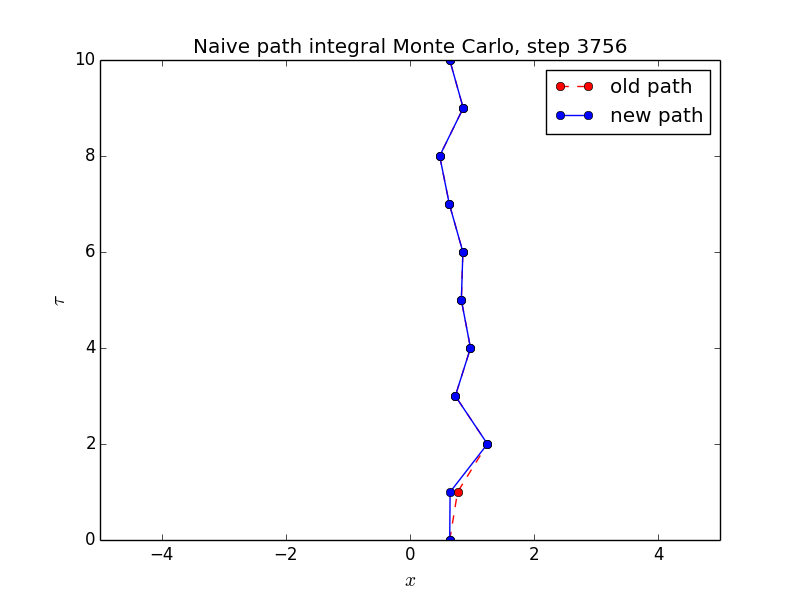 Naive path integral Monte Carlo, step 3756
old path
new path
10
8
6
4
2
0
τ
−4 −2 0 2 4
x